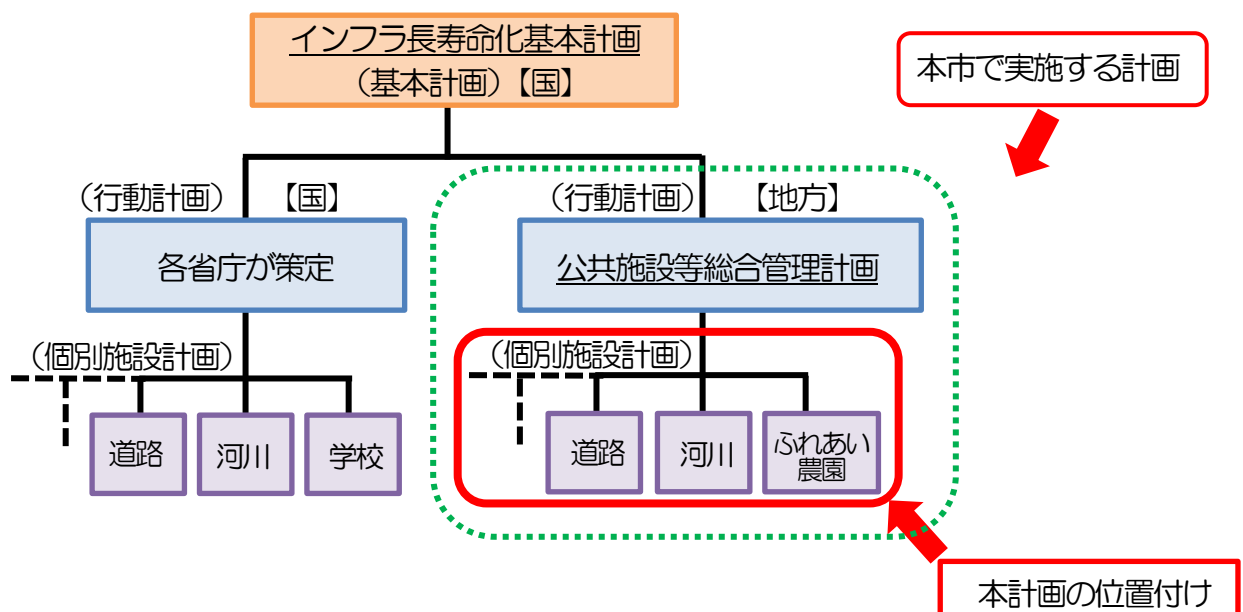 インフラ長寿命化基本計画
（基本計画）【国】
本市で実施する計画
（行動計画） 【国】
（行動計画） 【地方】
各省庁が策定
公共施設等総合管理計画
（個別施設計画）
（個別施設計画）
道路
河川
学校
道路
河川
ふれあい
農園
本計画の位置付け